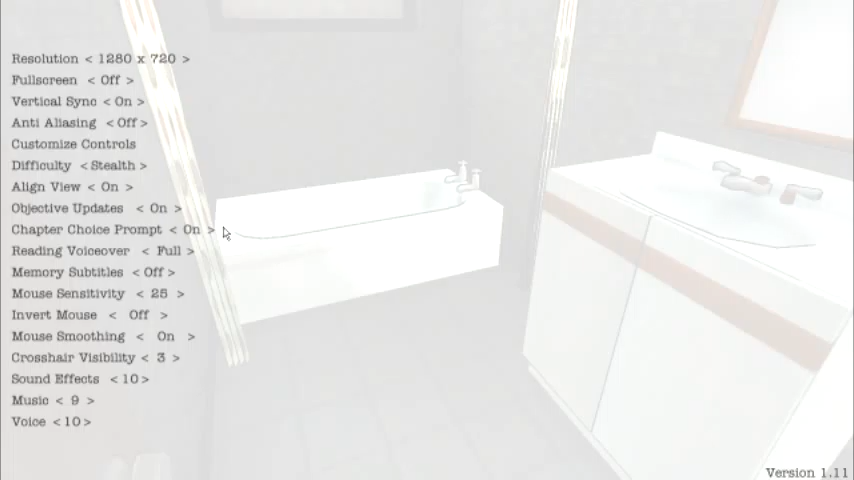 Resolution < 1280 x 720 >
Fullscreen < Off >
Vertical Sync < On >
Anti Aliasing < Off >
Customize Controls
Difficulty < Stealth >
Align View < On >
Objective Updates < On >
Chapter Choice Prompt < On >
Reading Voiceover < Full >
Memory Subtitles < Off >
Mouse Sensitivity < 25 >
Invert Mouse < Off >
Mouse Smoothing < On >
Crosshair Visibility < 3 >
Sound Effects < 10 >
Music < 9 >
Voice < 10 >
Version 1.11